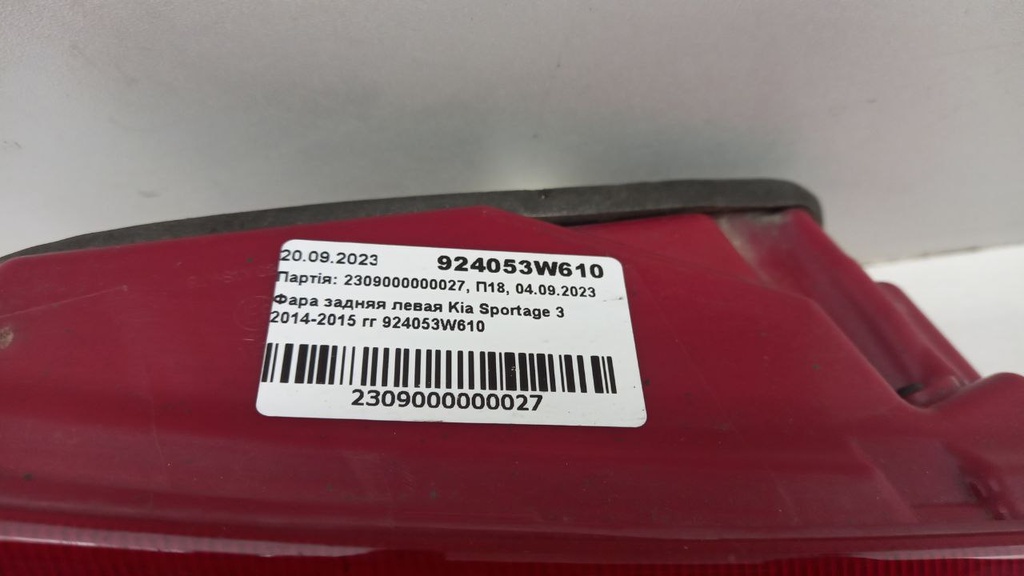 20.09.2023 924053W610
Партія: 2309000000027, П18, 04.09.2023
Фара задняя левая Kia Sportage 3
2014-2015 гг 924053W610
2309000000027